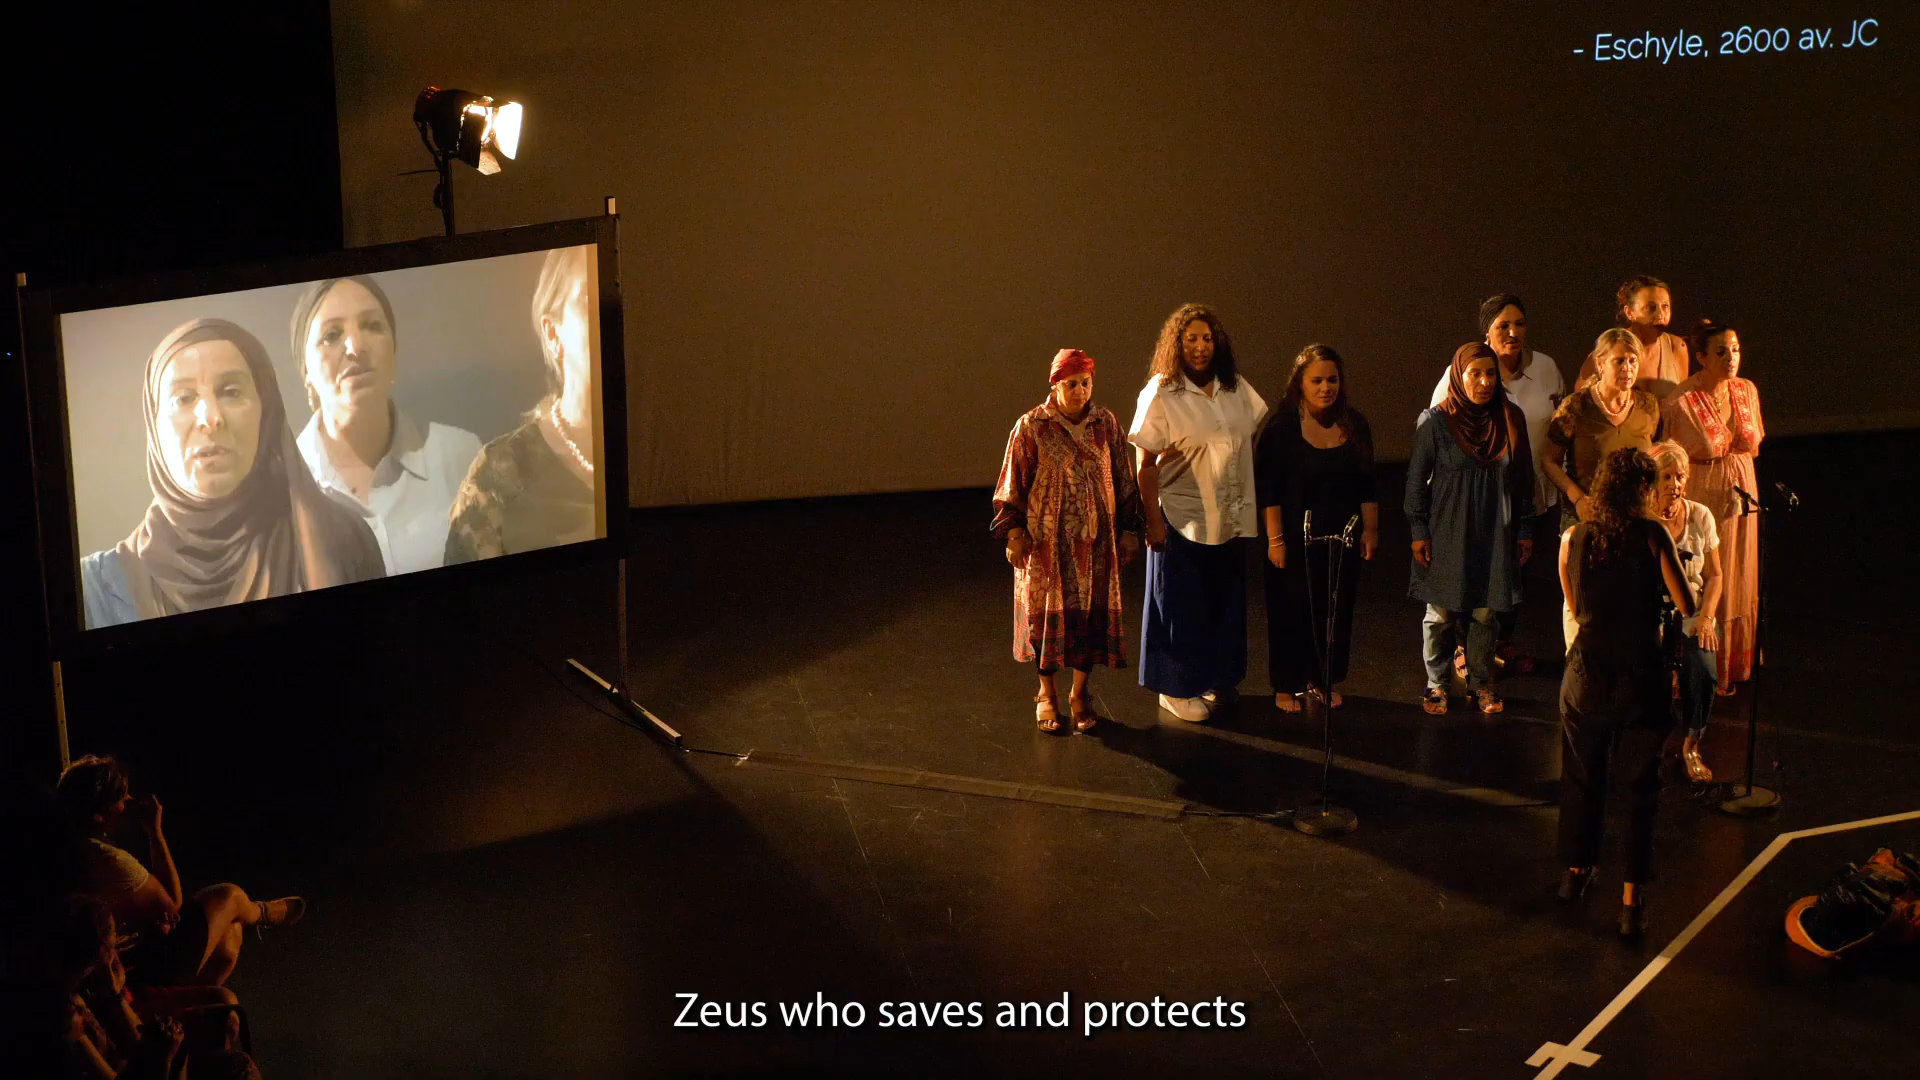 - Eschyle, 2600 av. JC
Zeus who saves and protects